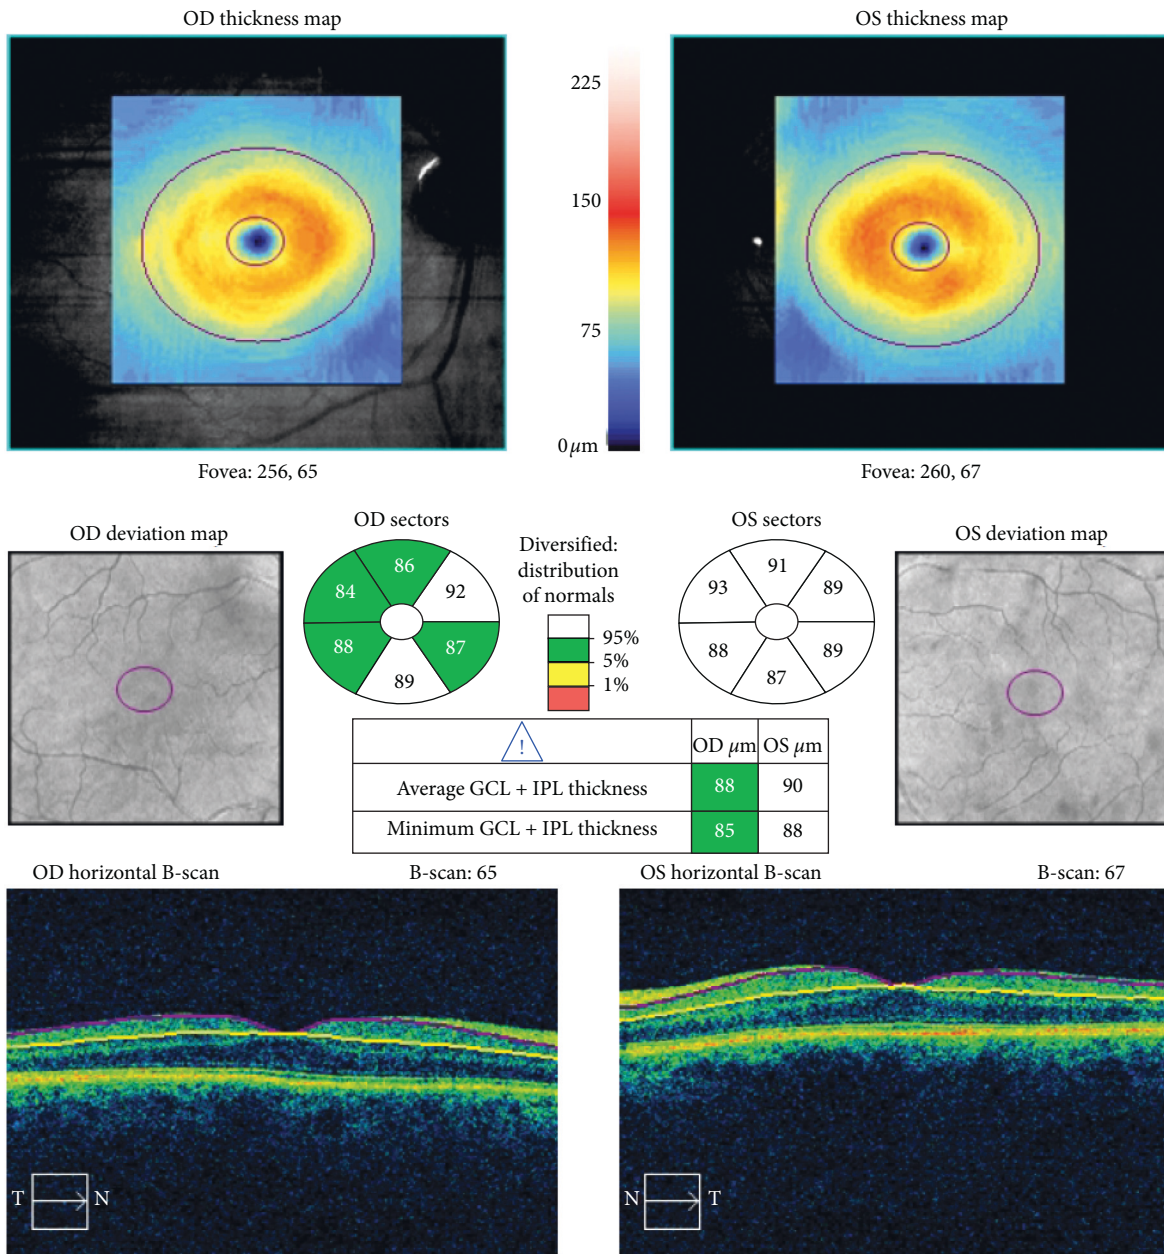 OD thickness map
OS thickness map
225
150
75
0 μm
Fovea: 256, 65
Fovea: 260, 67
OD deviation map
OD sectors
86
84
92
88
87
89
Diversified:
distribution
of normals
95%
5%
1%
OS sectors
91
93
89
88
89
87
OS deviation map
! OD μm OS μm
Average GCL + IPL thickness 88 90
Minimum GCL + IPL thickness 85 88
OD horizontal B-scan B-scan: 65
OS horizontal B-scan B-scan: 67
T N
N T